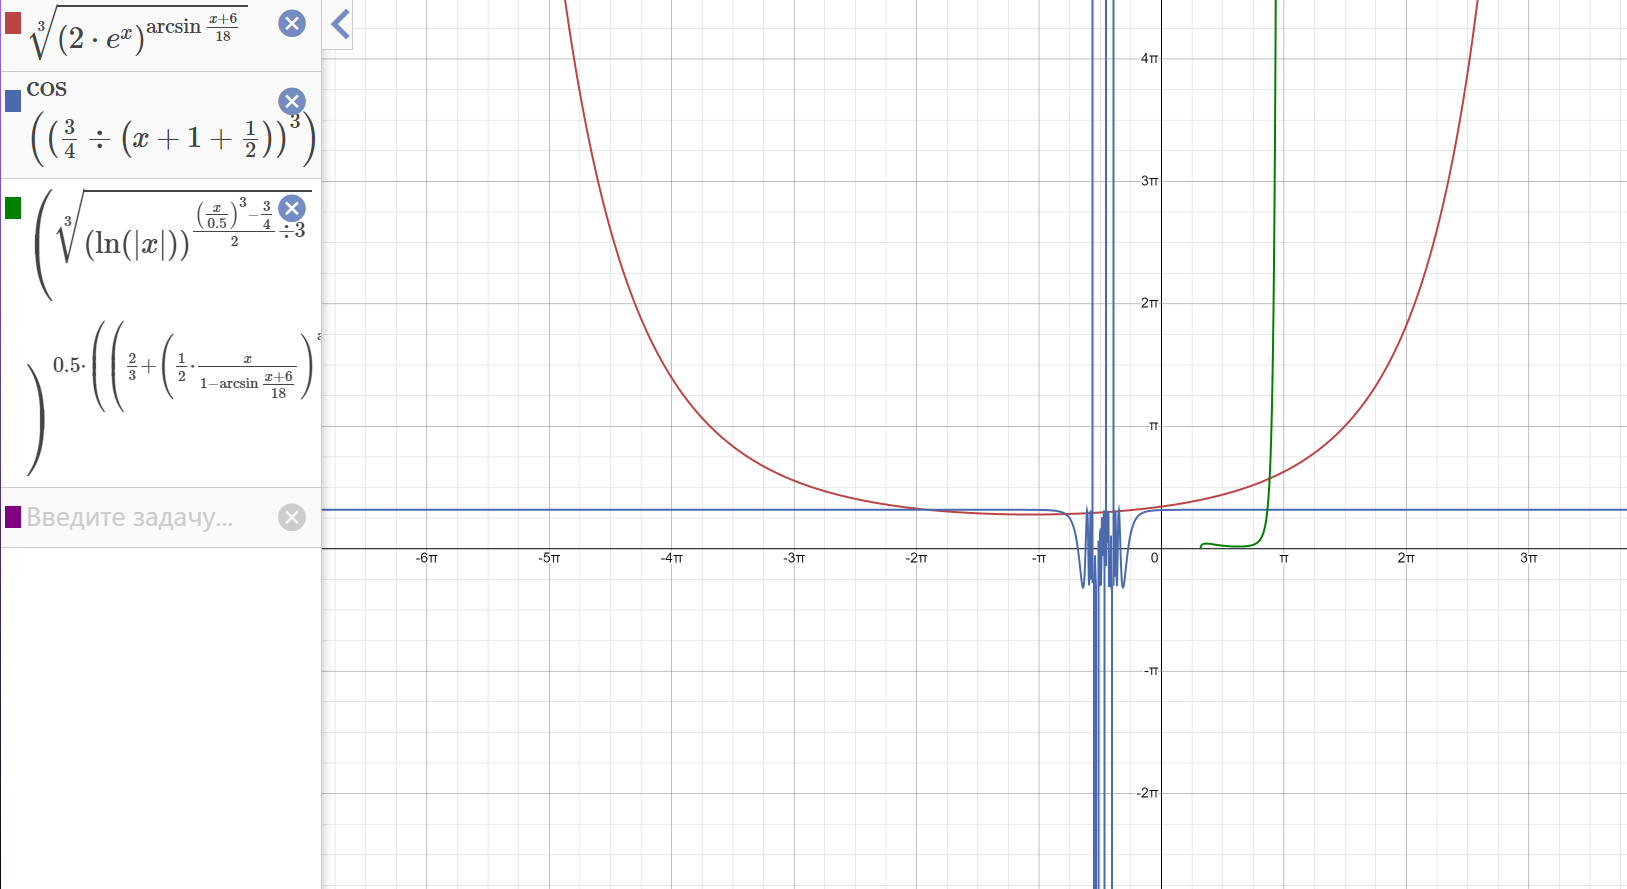 ∛((2 · eˣ)^(arcsin((x+6)/18)))
cos
((3/4 ÷ (x + 1 + 1/2))³)
(∛((ln(|x|))^(((x/0.5)³ − 3/4)/2 ÷ 3))
)^(0.5·(((2/3 + (1/2 · x/(1−arcsin((x+6)/18)))
Введите задачу...
4π
3π
2π
π
-6π -5π -4π -3π -2π -π 0 π 2π 3π
-π
-2π